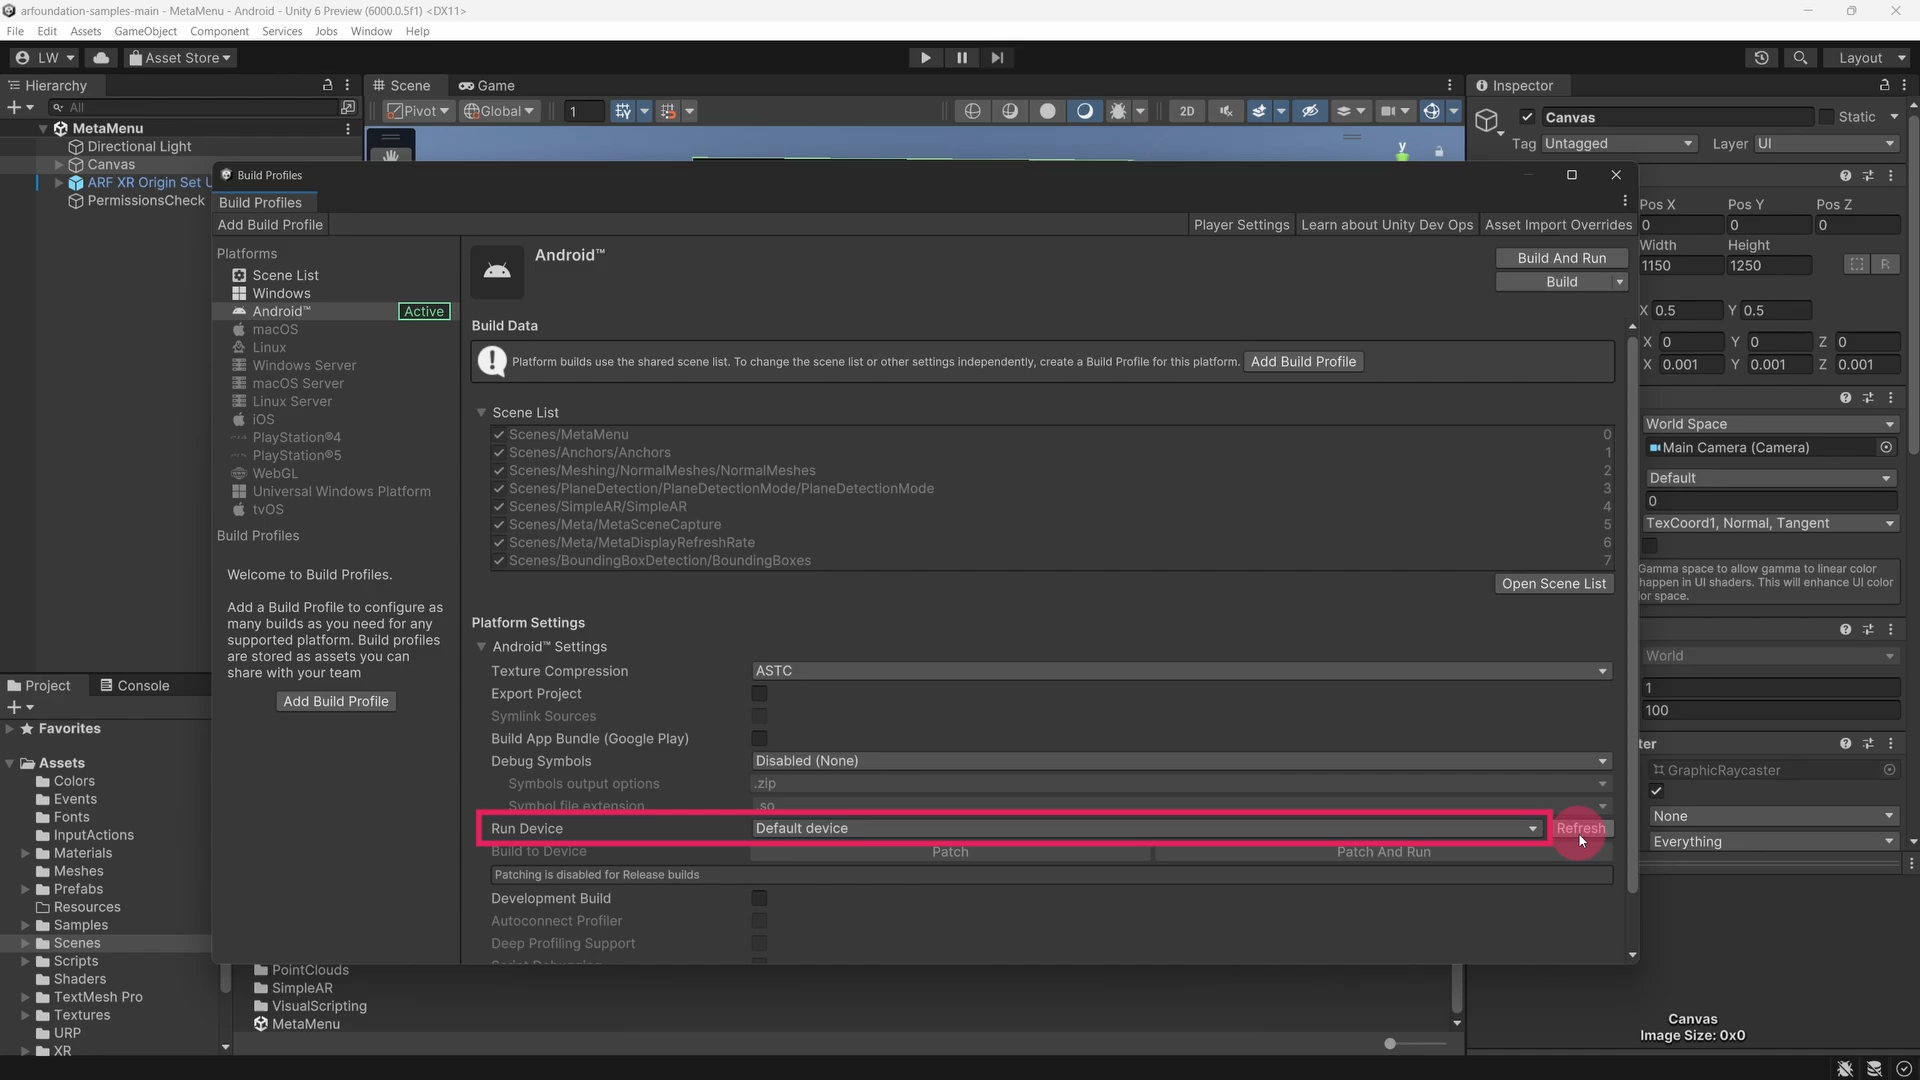 arfoundation-samples-main - MetaMenu - Android - Unity 6 Preview (6000.0.5f1) <DX11>
File Edit Assets GameObject Component Services Jobs Window Help
LW Asset Store Layout
Hierarchy
All
MetaMenu
Directional Light
Canvas
ARF XR Origin Set U
PermissionsCheck
Scene Game
Pivot Global 1 2D
y
Inspector
Canvas Static
Tag Untagged Layer UI
Pos X Pos Y Pos Z
0 0 0
Width Height
1150 1250 R
X 0.5 Y 0.5
X 0 Y 0 Z 0
X 0.001 Y 0.001 Z 0.001
World Space
Main Camera (Camera)
Default
0
TexCoord1, Normal, Tangent
Gamma space to allow gamma to linear color
happen in UI shaders. This will enhance UI color
or space.
World
1
100
ter
GraphicRaycaster
None
Everything
Canvas
Image Size: 0x0
Build Profiles
Build Profiles
Add Build Profile Player Settings Learn about Unity Dev Ops Asset Import Overrides
Platforms
Scene List
Windows
Android™ Active
macOS
Linux
Windows Server
macOS Server
Linux Server
iOS
PlayStation®4
PlayStation®5
WebGL
Universal Windows Platform
tvOS
Build Profiles
Welcome to Build Profiles.
Add a Build Profile to configure as
many builds as you need for any
supported platform. Build profiles
are stored as assets you can
share with your team
Add Build Profile
Android™
Build And Run
Build
Build Data
Platform builds use the shared scene list. To change the scene list or other settings independently, create a Build Profile for this platform. Add Build Profile
Scene List
Scenes/MetaMenu 0
Scenes/Anchors/Anchors 1
Scenes/Meshing/NormalMeshes/NormalMeshes 2
Scenes/PlaneDetection/PlaneDetectionMode/PlaneDetectionMode 3
Scenes/SimpleAR/SimpleAR 4
Scenes/Meta/MetaSceneCapture 5
Scenes/Meta/MetaDisplayRefreshRate 6
Scenes/BoundingBoxDetection/BoundingBoxes 7
Open Scene List
Platform Settings
Android™ Settings
Texture Compression ASTC
Export Project
Symlink Sources
Build App Bundle (Google Play)
Debug Symbols Disabled (None)
Symbols output options .zip
Symbol file extension .so
Run Device Default device Refresh
Build to Device Patch Patch And Run
Patching is disabled for Release builds
Development Build
Autoconnect Profiler
Deep Profiling Support
Project Console
Favorites
Assets
Colors
Events
Fonts
InputActions
Materials
Meshes
Prefabs
Resources
Samples
Scenes
Scripts
Shaders
TextMesh Pro
Textures
URP
XR
PointClouds
SimpleAR
VisualScripting
MetaMenu